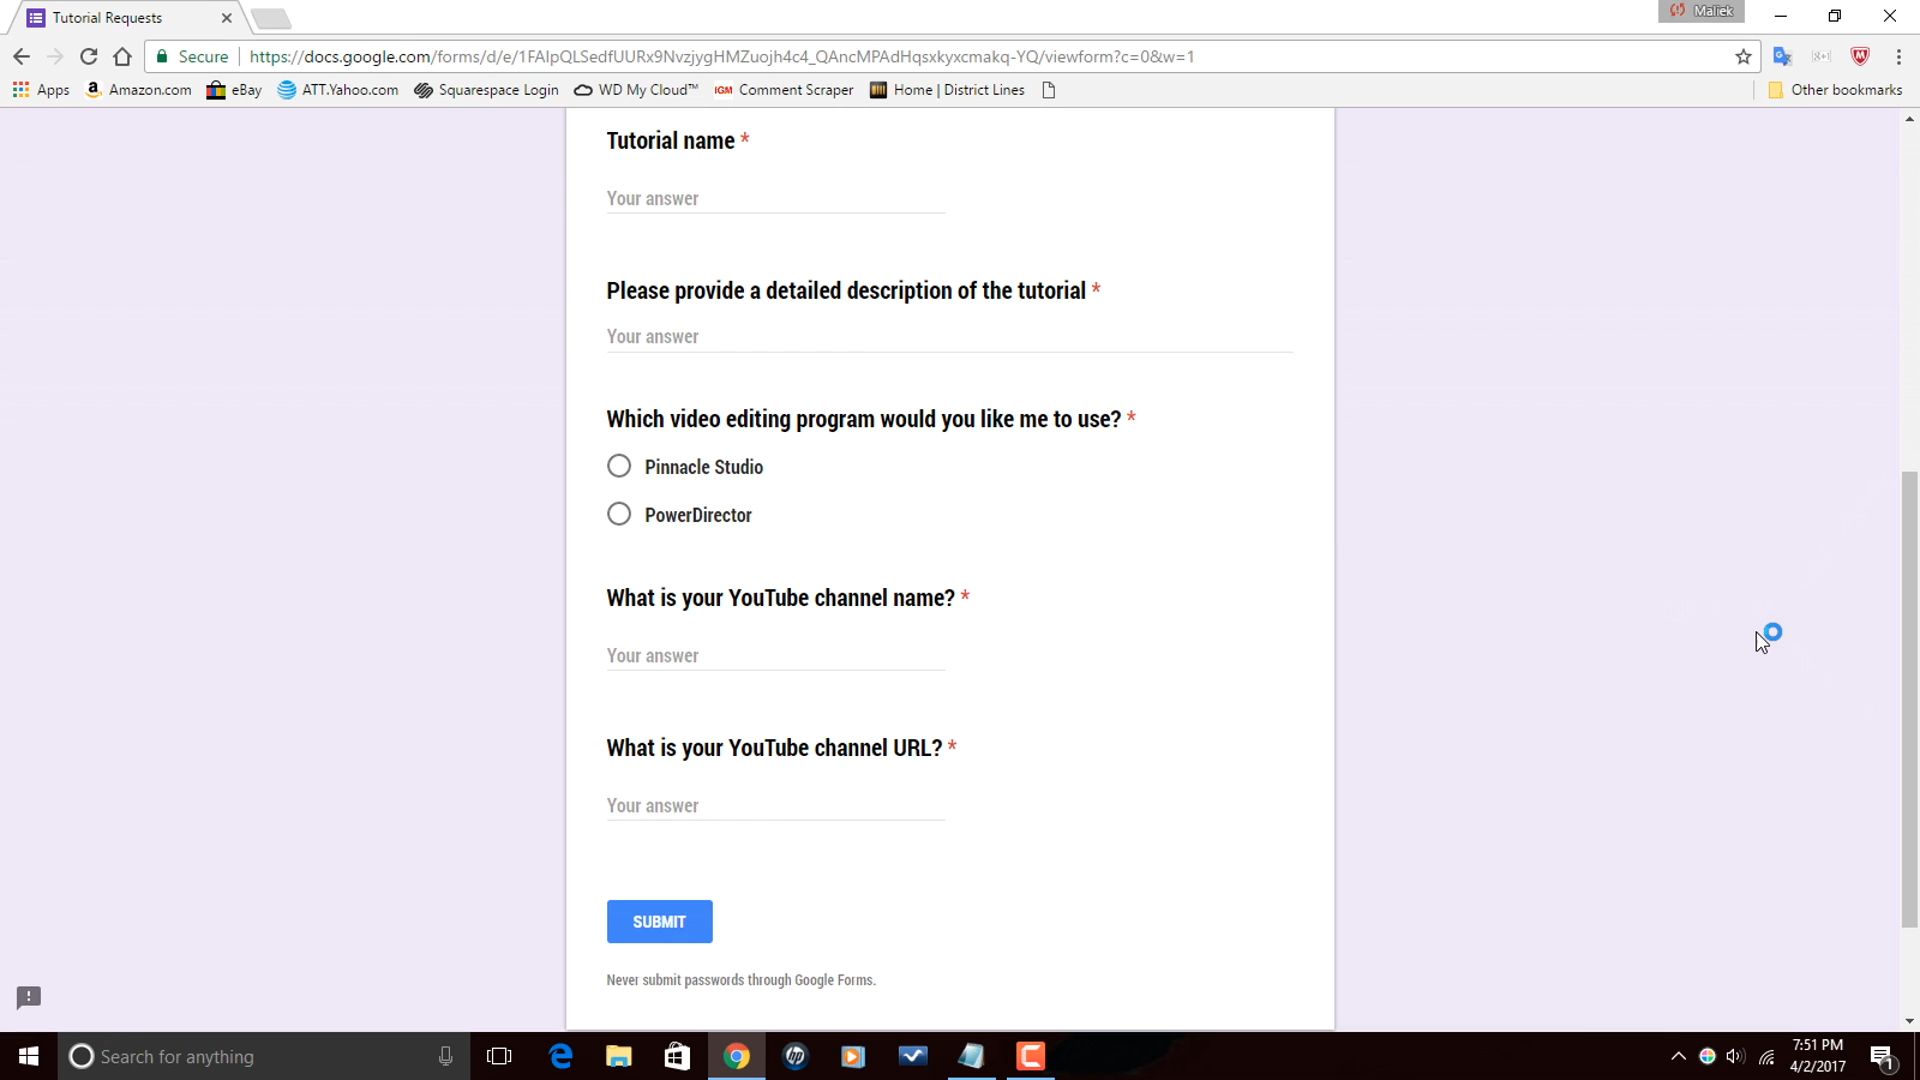 Tutorial Requests
Maliek
Secure
https://docs.google.com/forms/d/e/1FAIpQLSedfUURx9NvzjygHMZuojh4c4_QAncMPAdHqsxkyxcmakq-YQ/viewform?c=0&w=1
Apps
Amazon.com
eBay
ATT.Yahoo.com
Squarespace Login
WD My Cloud™
IGM Comment Scraper
Home | District Lines
Other bookmarks
Tutorial name *
Your answer
Please provide a detailed description of the tutorial *
Your answer
Which video editing program would you like me to use? *
Pinnacle Studio
PowerDirector
What is your YouTube channel name? *
Your answer
What is your YouTube channel URL? *
Your answer
SUBMIT
Never submit passwords through Google Forms.
Search for anything
hp
7:51 PM
4/2/2017
1